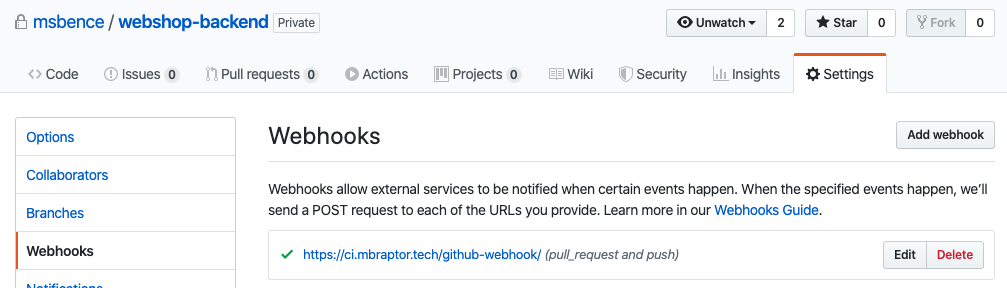 msbence / webshop-backend Private Unwatch 2 Star 0 Fork 0
Code Issues 0 Pull requests 0 Actions Projects 0 Wiki Security Insights Settings
Options
Collaborators
Branches
Webhooks
Notifications
Webhooks Add webhook
Webhooks allow external services to be notified when certain events happen. When the specified events happen, we'll
send a POST request to each of the URLs you provide. Learn more in our Webhooks Guide.
https://ci.mbraptor.tech/github-webhook/ (pull_request and push) Edit Delete